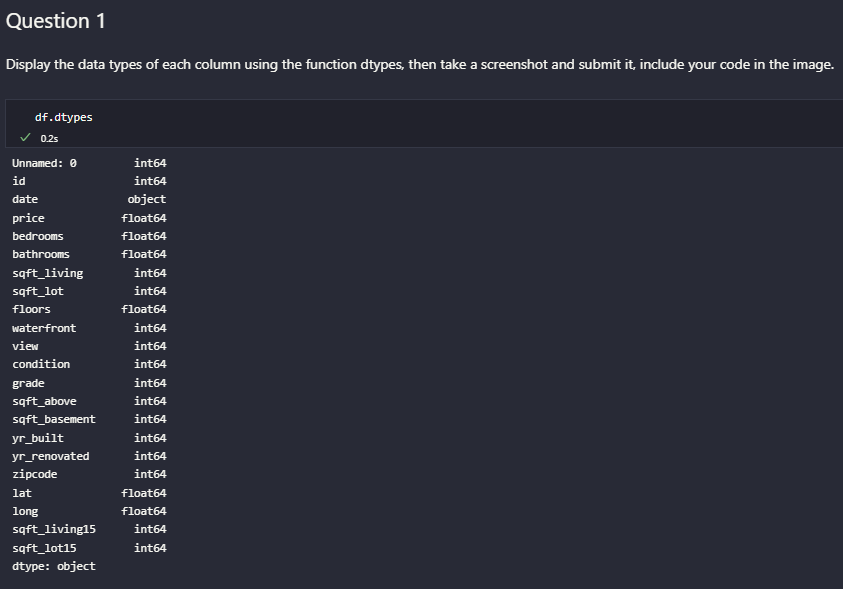 Question 1
Display the data types of each column using the function dtypes, then take a screenshot and submit it, include your code in the image.
df.dtypes
0.2s
Unnamed: 0 int64
id int64
date object
price float64
bedrooms float64
bathrooms float64
sqft_living int64
sqft_lot int64
floors float64
waterfront int64
view int64
condition int64
grade int64
sqft_above int64
sqft_basement int64
yr_built int64
yr_renovated int64
zipcode int64
lat float64
long float64
sqft_living15 int64
sqft_lot15 int64
dtype: object